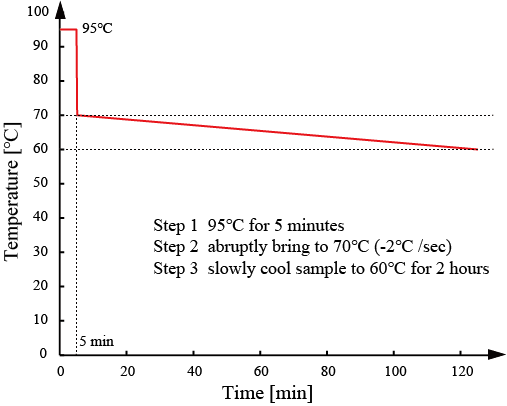 100
95℃
90
80
70
60
50
40
30
20
10
0
Temperature [℃]
Step 1 95℃ for 5 minutes
Step 2 abruptly bring to 70℃ (-2℃ /sec)
Step 3 slowly cool sample to 60℃ for 2 hours
5 min
0 20 40 60 80 100 120
Time [min]